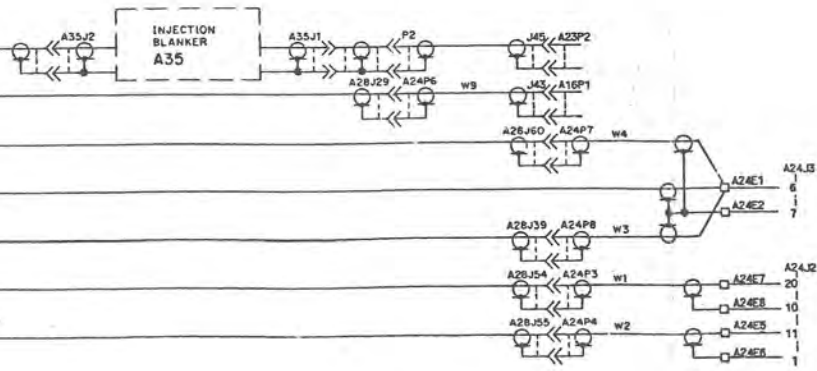 INJECTION
BLANKER
A35
A35J2
A35J1
P2
J45 A23P2
A28J29 A24P6
W9
J43 A16P1
A28J60 A24P7
W4
A24J3
A24E1
6
A24E2
7
A28J39 A24P8
W3
A24J2
A28J54 A24P3
W1
A24E7
20
A24E8
10
A28J55 A24P4
W2
A24E5
11
A24E6
1